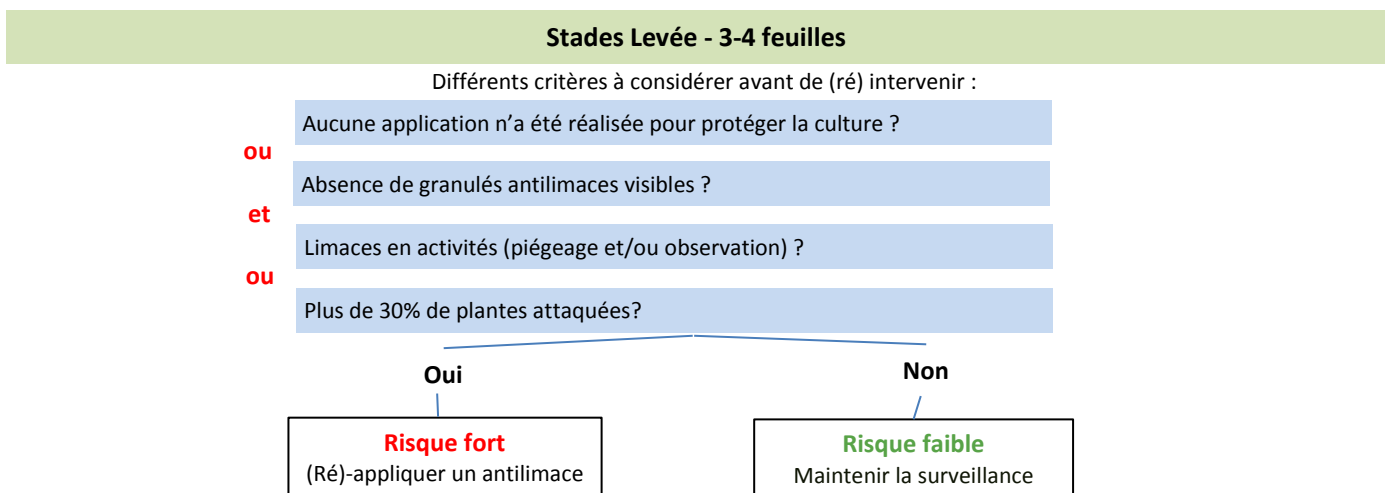 Stades Levée - 3-4 feuilles
Différents critères à considérer avant de (ré) intervenir :
Aucune application n’a été réalisée pour protéger la culture ?
ou
Absence de granulés antilimaces visibles ?
et
Limaces en activités (piégeage et/ou observation) ?
ou
Plus de 30% de plantes attaquées?
Oui
Non
Risque fort
(Ré)-appliquer un antilimace
Risque faible
Maintenir la surveillance